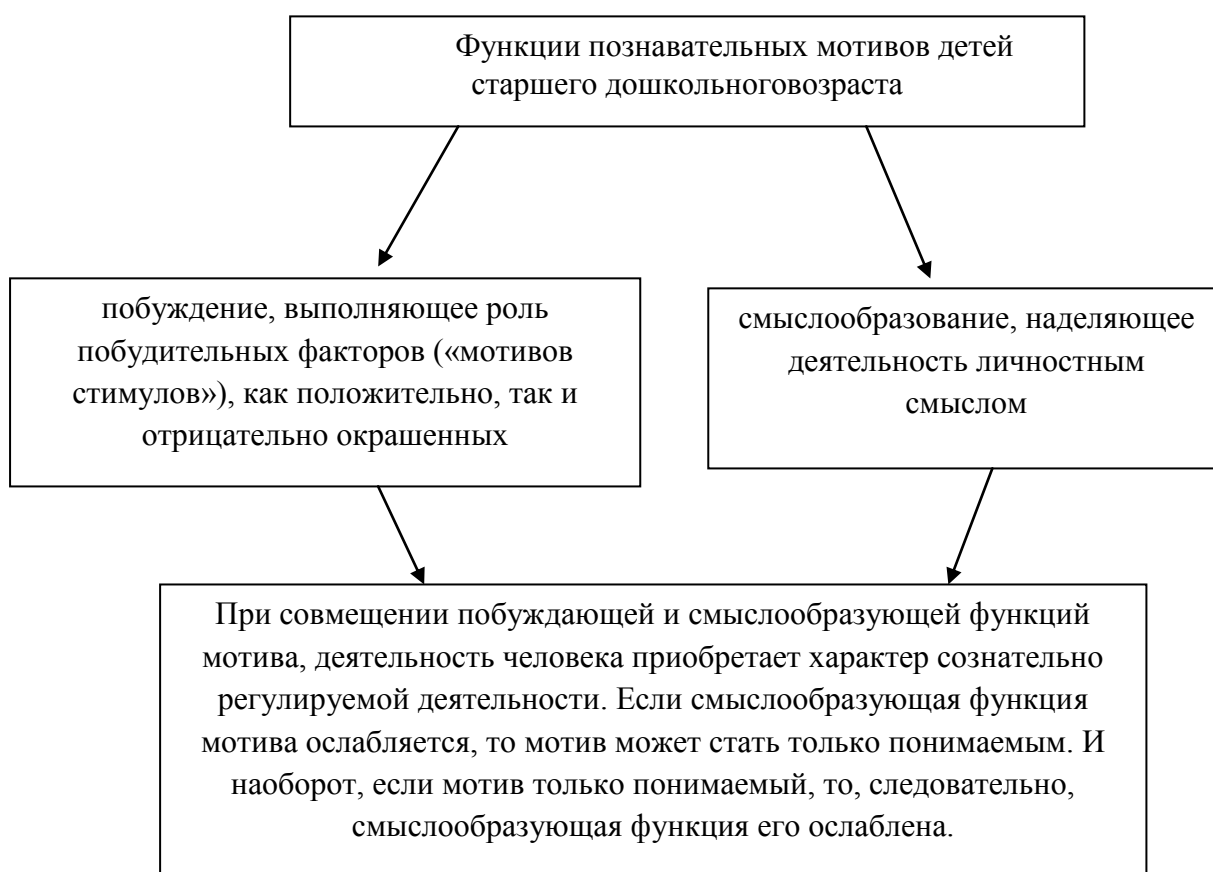 Функции познавательных мотивов детей
старшего дошкольноговозраста
побуждение, выполняющее роль
побудительных факторов («мотивов
стимулов»), как положительно, так и
отрицательно окрашенных
смыслообразование, наделяющее
деятельность личностным
смыслом
При совмещении побуждающей и смыслообразующей функций
мотива, деятельность человека приобретает характер сознательно
регулируемой деятельности. Если смыслообразующая функция
мотива ослабляется, то мотив может стать только понимаемым. И
наоборот, если мотив только понимаемый, то, следовательно,
смыслообразующая функция его ослаблена.